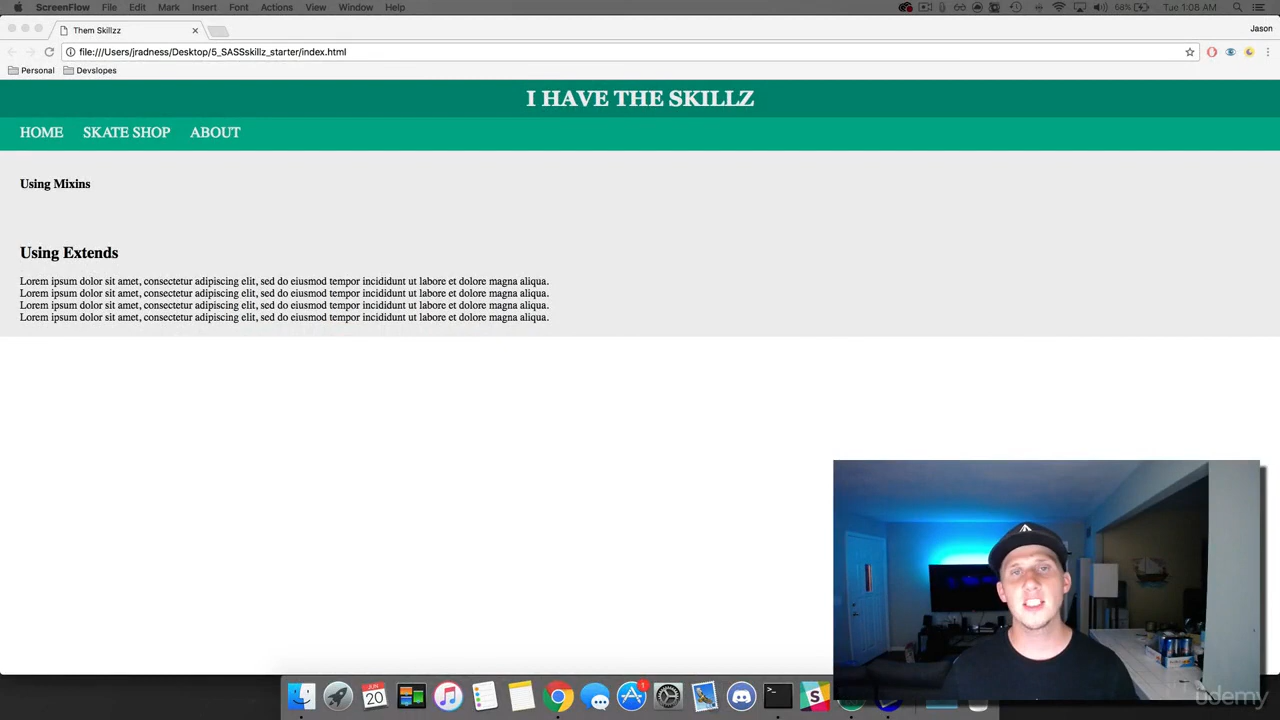 ScreenFlow File Edit Mark Insert Font Actions View Window Help 68% Tue 1:08 AM
Them Skillzz
Jason
file:///Users/jradness/Desktop/5_SASSskillz_starter/index.html
Personal Devslopes
I HAVE THE SKILLZ
HOME SKATE SHOP ABOUT
Using Mixins
Using Extends
Lorem ipsum dolor sit amet, consectetur adipiscing elit, sed do eiusmod tempor incididunt ut labore et dolore magna aliqua.
Lorem ipsum dolor sit amet, consectetur adipiscing elit, sed do eiusmod tempor incididunt ut labore et dolore magna aliqua.
Lorem ipsum dolor sit amet, consectetur adipiscing elit, sed do eiusmod tempor incididunt ut labore et dolore magna aliqua.
Lorem ipsum dolor sit amet, consectetur adipiscing elit, sed do eiusmod tempor incididunt ut labore et dolore magna aliqua.
JUN
20
1
udemy